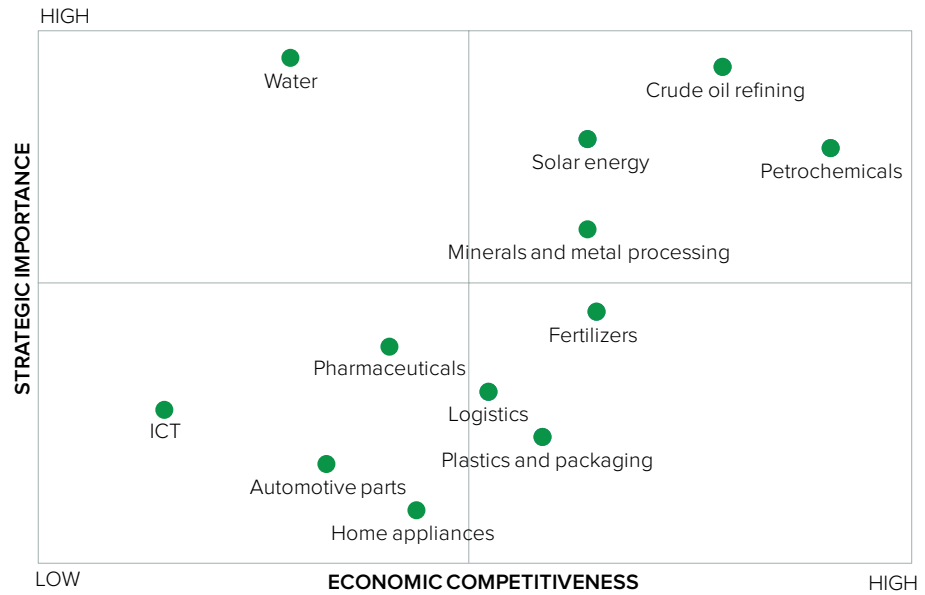 HIGH
Water
Crude oil refining
Solar energy
Petrochemicals
Minerals and metal processing
STRATEGIC IMPORTANCE
Fertilizers
Pharmaceuticals
Logistics
ICT
Plastics and packaging
Automotive parts
Home appliances
LOW
ECONOMIC COMPETITIVENESS
HIGH